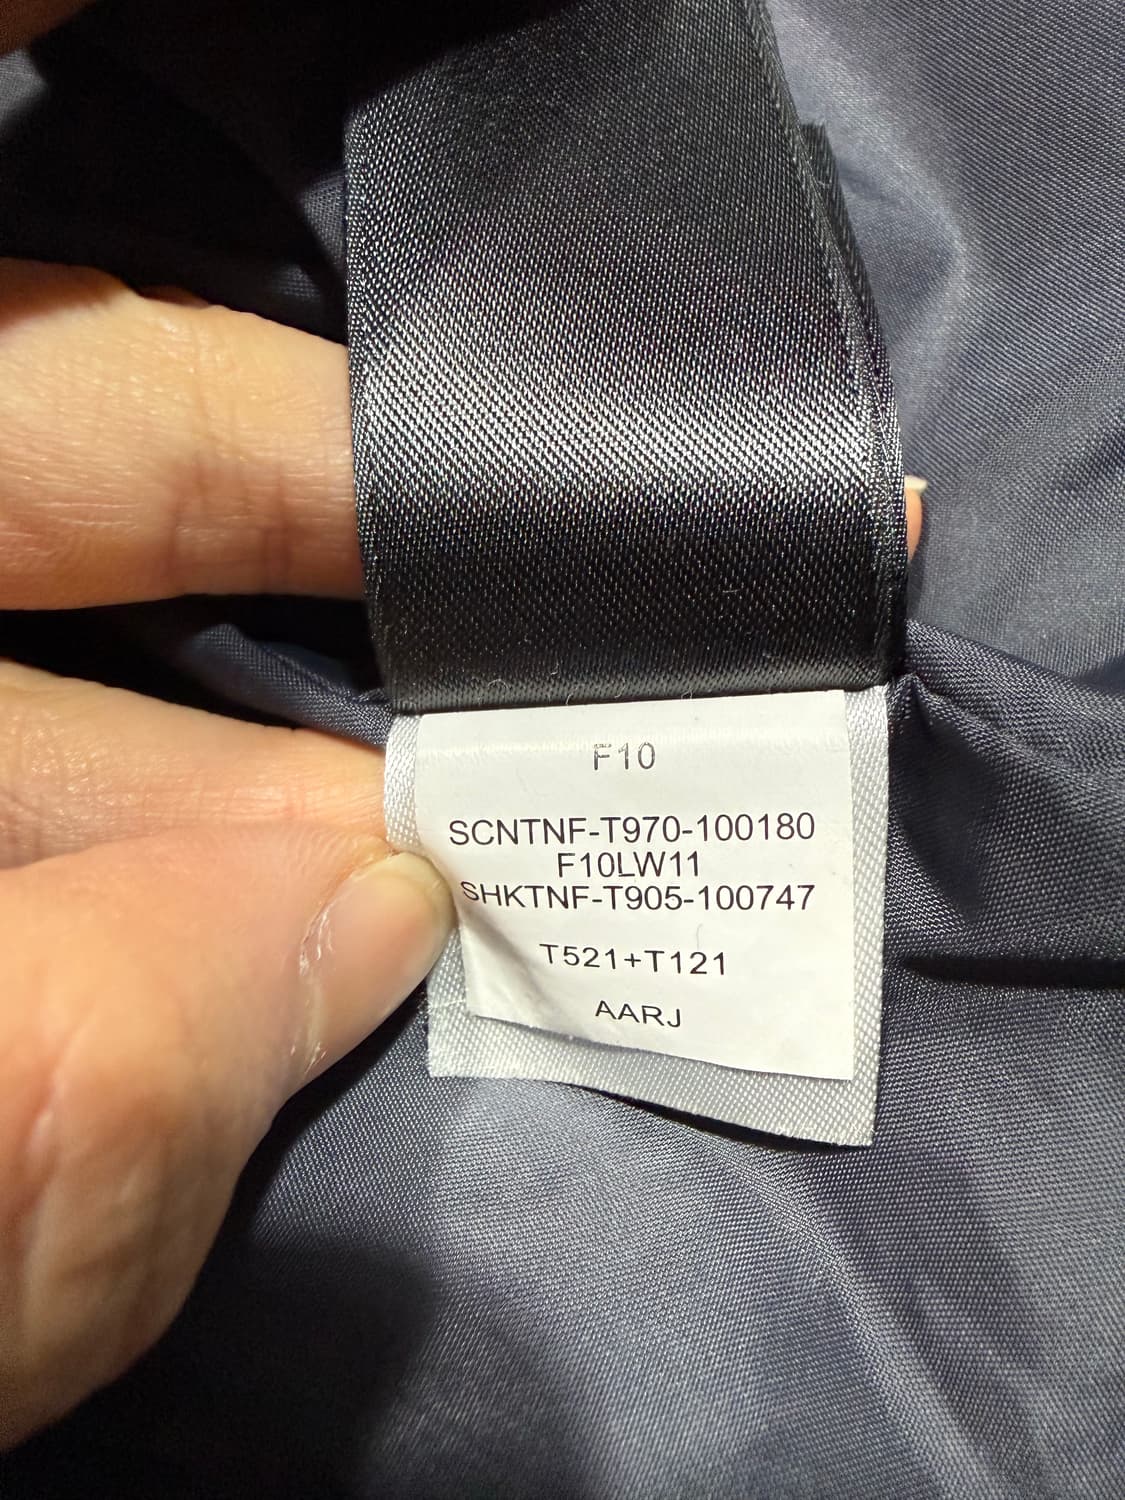 F10
SCNTNF-T970-100180
F10LW11
SHKTNF-T905-100747
T521+T121
AARJ